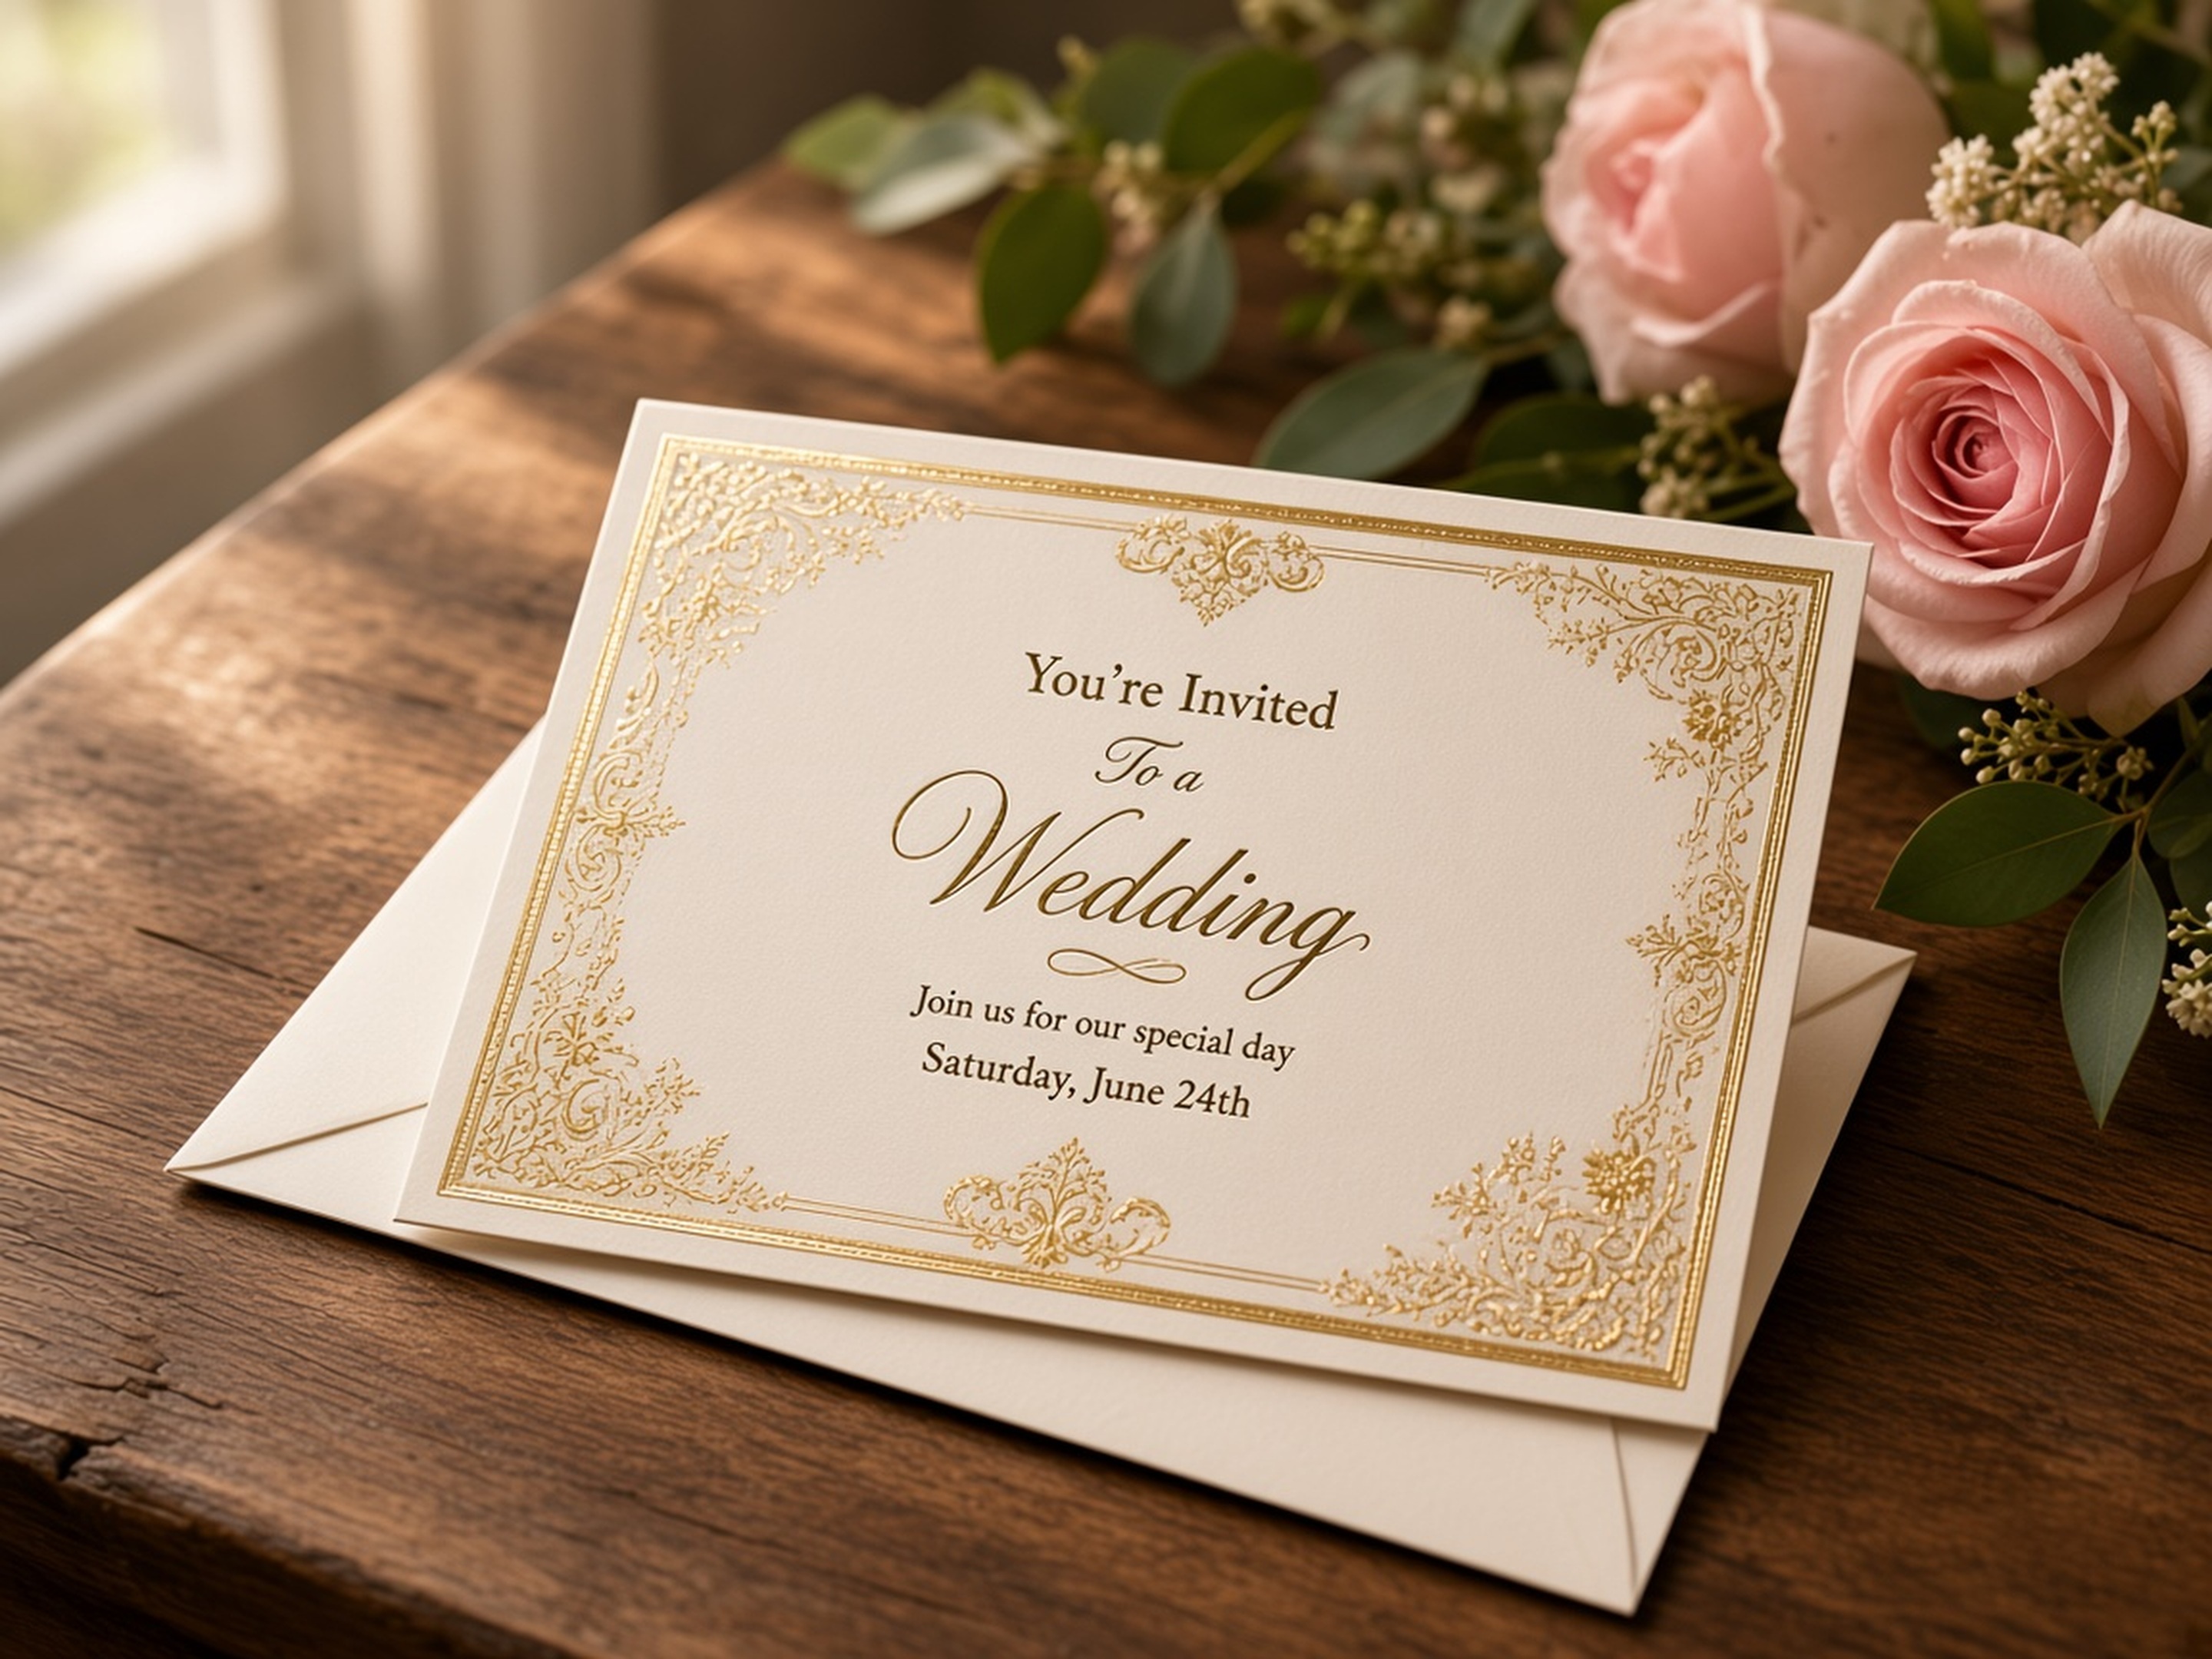 You're Invited
To a
Wedding
Join us for our special day
Saturday, June 24th